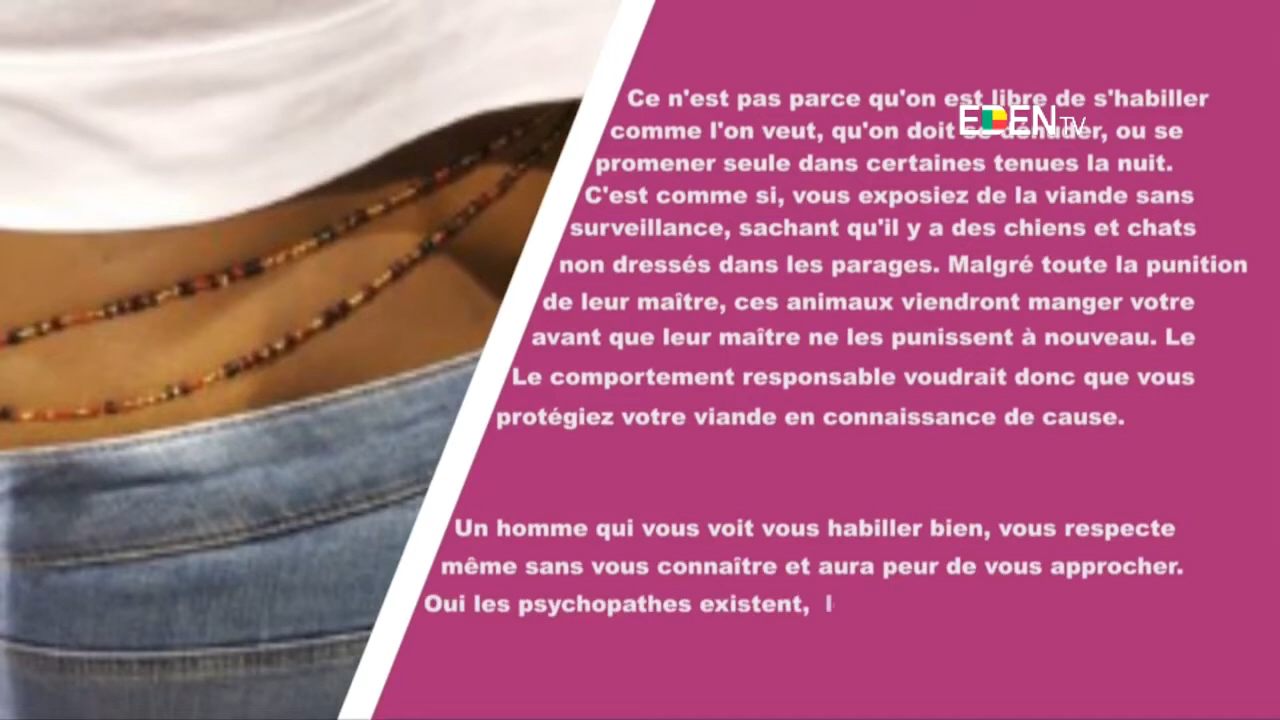 Ce n'est pas parce qu'on est libre de s'habiller
comme l'on veut, qu'on doit se dénuder, ou se
promener seule dans certaines tenues la nuit.
C'est comme si, vous exposiez de la viande sans
surveillance, sachant qu'il y a des chiens et chats
non dressés dans les parages. Malgré toute la punition
de leur maître, ces animaux viendront manger votre
avant que leur maître ne les punissent à nouveau. Le
Le comportement responsable voudrait donc que vous
protégiez votre viande en connaissance de cause.
Un homme qui vous voit vous habiller bien, vous respecte
même sans vous connaître et aura peur de vous approcher.
Oui les psychopathes existent, l
EDEN TV